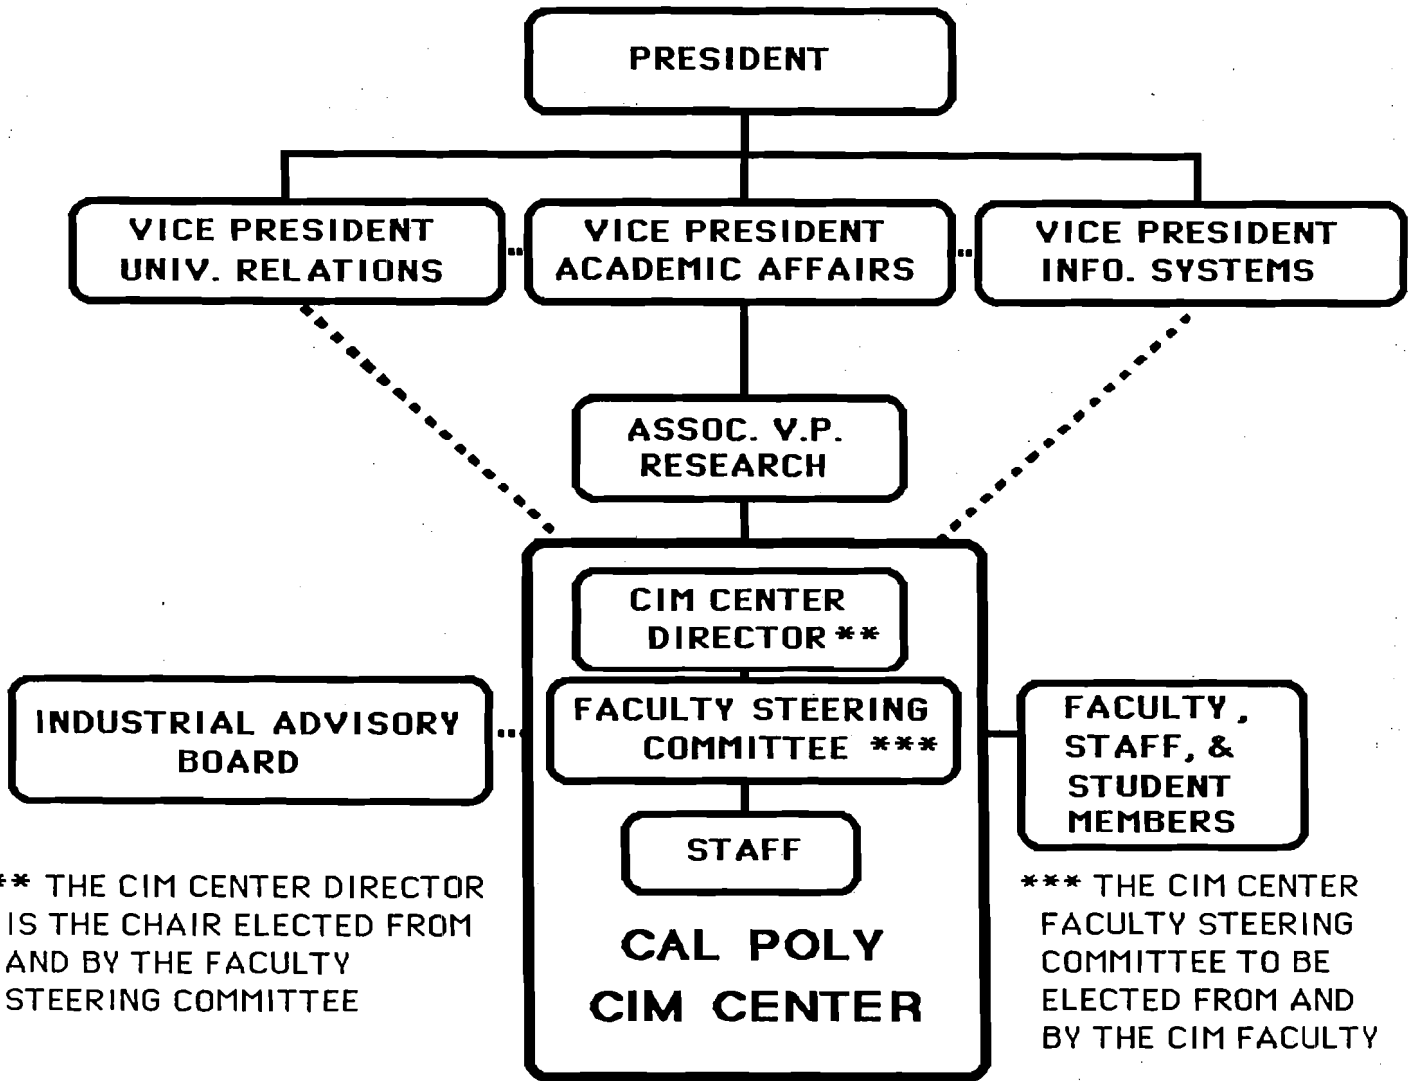 PRESIDENT
VICE PRESIDENT
UNIV. RELATIONS
VICE PRESIDENT
ACADEMIC AFFAIRS
VICE PRESIDENT
INFO. SYSTEMS
ASSOC. V.P.
RESEARCH
CIM CENTER
DIRECTOR **
INDUSTRIAL ADVISORY
BOARD
FACULTY STEERING
COMMITTEE ***
FACULTY,
STAFF, &
STUDENT
MEMBERS
STAFF
** THE CIM CENTER DIRECTOR
IS THE CHAIR ELECTED FROM
AND BY THE FACULTY
STEERING COMMITTEE
CAL POLY
CIM CENTER
*** THE CIM CENTER
FACULTY STEERING
COMMITTEE TO BE
ELECTED FROM AND
BY THE CIM FACULTY